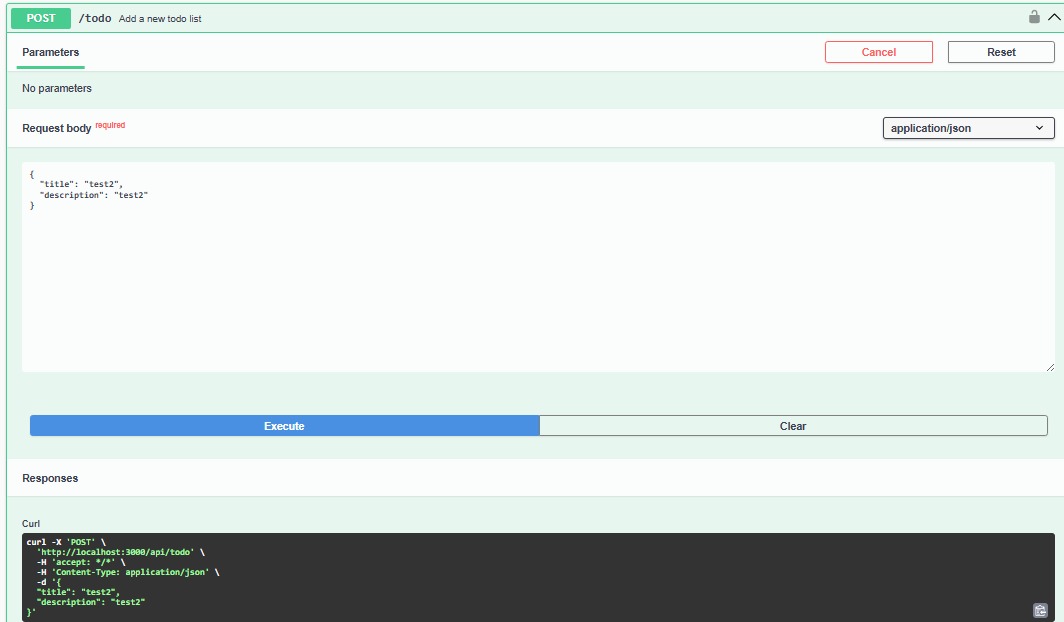 POST /todo Add a new todo list
Parameters
Cancel
Reset
No parameters
Request body required
application/json
{
  "title": "test2",
  "description": "test2"
}
Execute
Clear
Responses
Curl
curl -X 'POST' \
  'http://localhost:3000/api/todo' \
  -H 'accept: */*' \
  -H 'Content-Type: application/json' \
  -d '{
  "title": "test2",
  "description": "test2"
}'